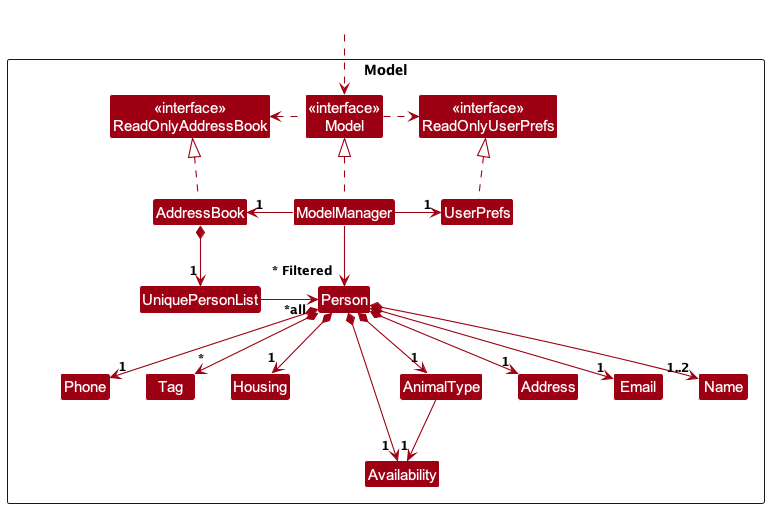 Model
«interface»
ReadOnlyAddressBook
«interface»
Model
«interface»
ReadOnlyUserPrefs
AddressBook
1
ModelManager
1
UserPrefs
1
* Filtered
UniquePersonList
*all
Person
1
*
1
1
1
1
1..2
Phone
Tag
Housing
AnimalType
Address
Email
Name
1
1
Availability